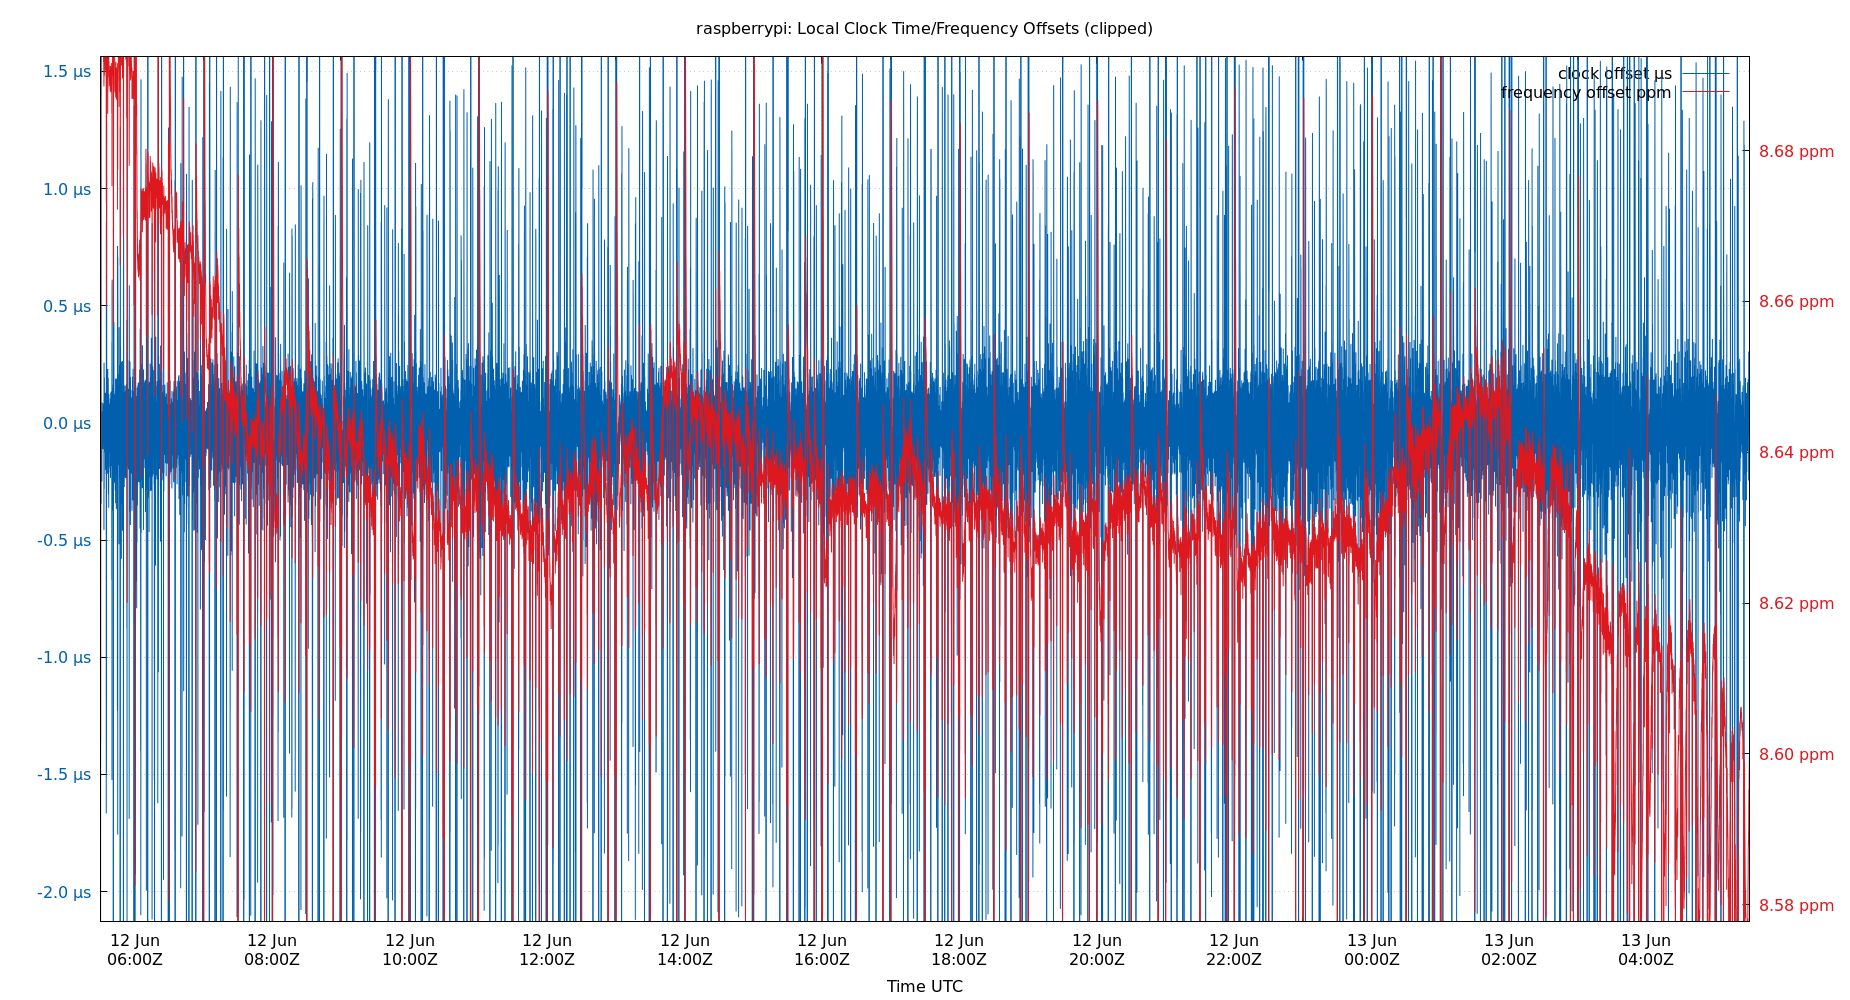 raspberrypi: Local Clock Time/Frequency Offsets (clipped)
clock offset µs
frequency offset ppm
1.5 µs
1.0 µs
0.5 µs
0.0 µs
-0.5 µs
-1.0 µs
-1.5 µs
-2.0 µs
8.68 ppm
8.66 ppm
8.64 ppm
8.62 ppm
8.60 ppm
8.58 ppm
12 Jun 12 Jun 12 Jun 12 Jun 12 Jun 12 Jun 12 Jun 12 Jun 12 Jun 13 Jun 13 Jun 13 Jun
06:00Z 08:00Z 10:00Z 12:00Z 14:00Z 16:00Z 18:00Z 20:00Z 22:00Z 00:00Z 02:00Z 04:00Z
Time UTC